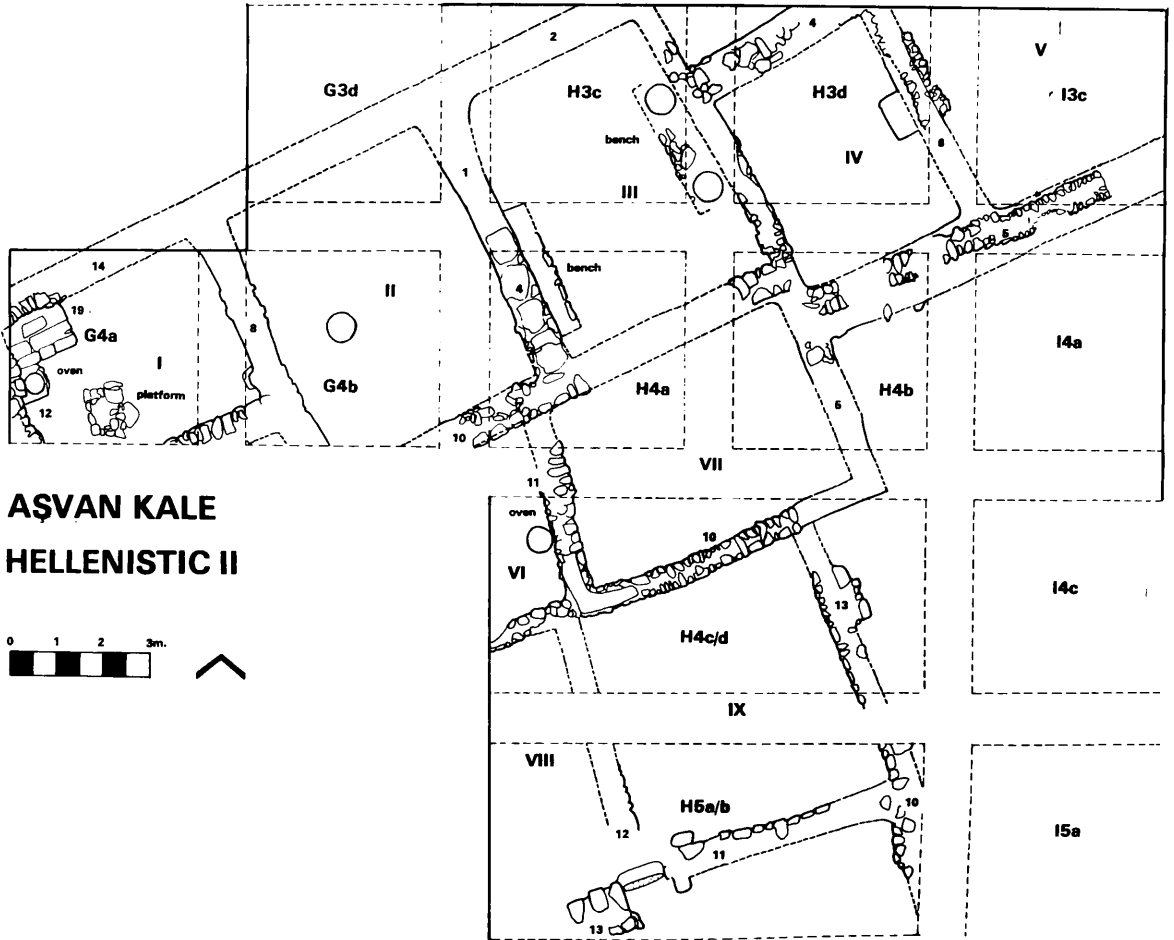 2
4
V
G3d
H3c
H3d
I3c
bench
IV
6
1
III
5
14
bench
II
4
19
G4a
8
I
I4a
oven
platform
G4b
H4a
H4b
12
6
10
VII
11
AŞVAN KALE
oven
10
HELLENISTIC II
VI
I4c
13
H4c/d
0 1 2 3m.
IX
VIII
H5a/b
10
12
I5a
11
13